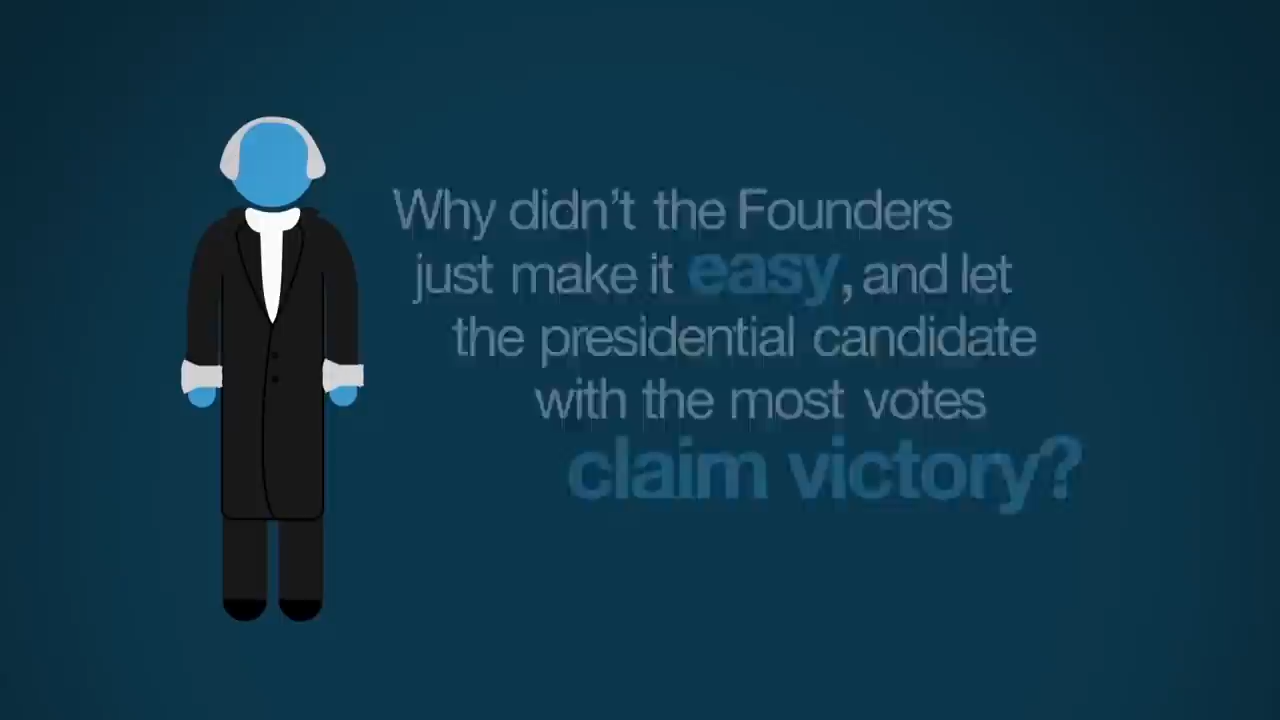 Why didn't the Founders
just make it easy, and let
the presidential candidate
with the most votes
claim victory?